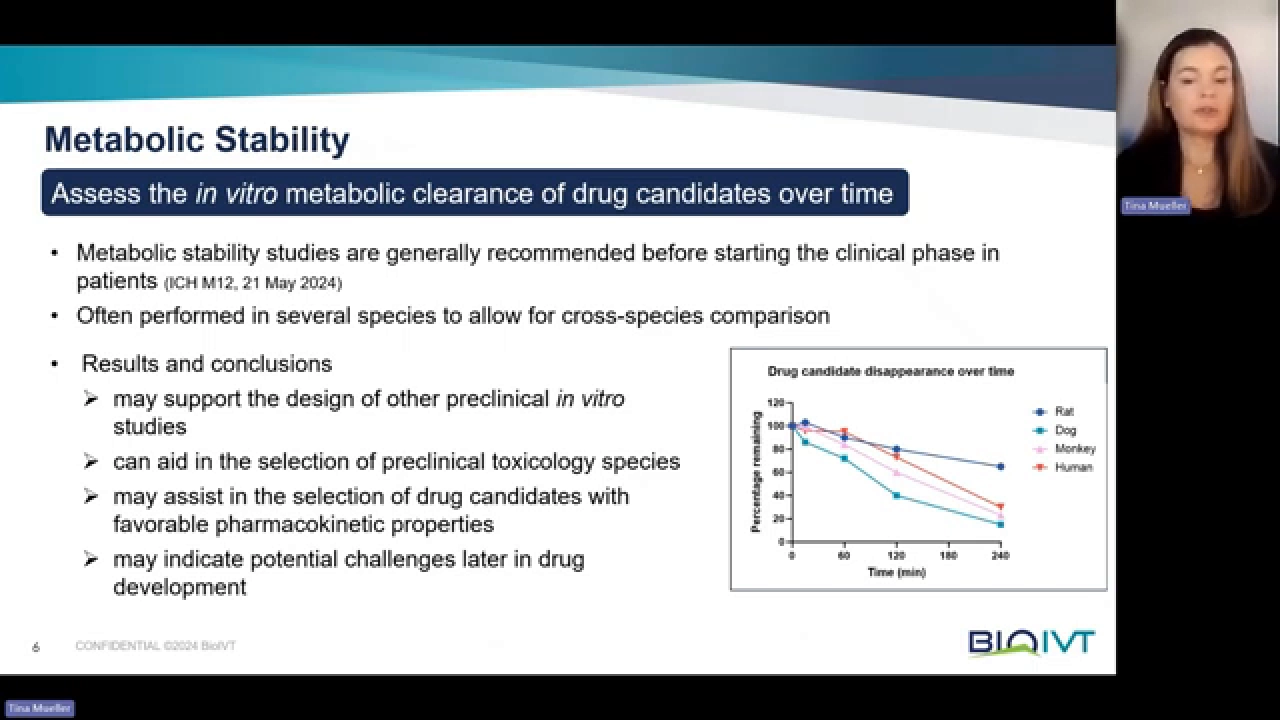 Metabolic Stability
Assess the in vitro metabolic clearance of drug candidates over time
• Metabolic stability studies are generally recommended before starting the clinical phase in
patients (ICH M12, 21 May 2024)
• Often performed in several species to allow for cross-species comparison
• Results and conclusions
➢ may support the design of other preclinical in vitro
studies
➢ can aid in the selection of preclinical toxicology species
➢ may assist in the selection of drug candidates with
favorable pharmacokinetic properties
➢ may indicate potential challenges later in drug
development
Drug candidate disappearance over time
Percentage remaining
120
100
80
60
40
20
0
0 60 120 180 240
Time (min)
Rat
Dog
Monkey
Human
6 CONFIDENTIAL ©2024 BioIVT
BIOIVT
Tina Mueller
Tina Mueller